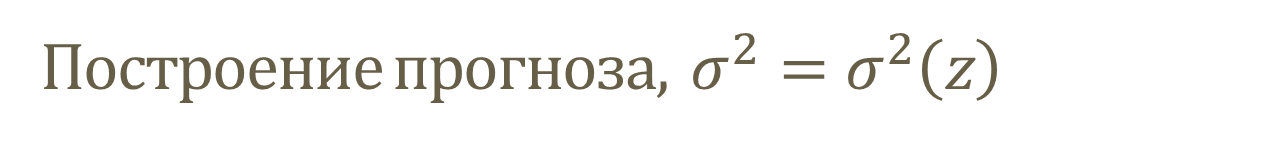 Построение прогноза, σ² = σ²(z)